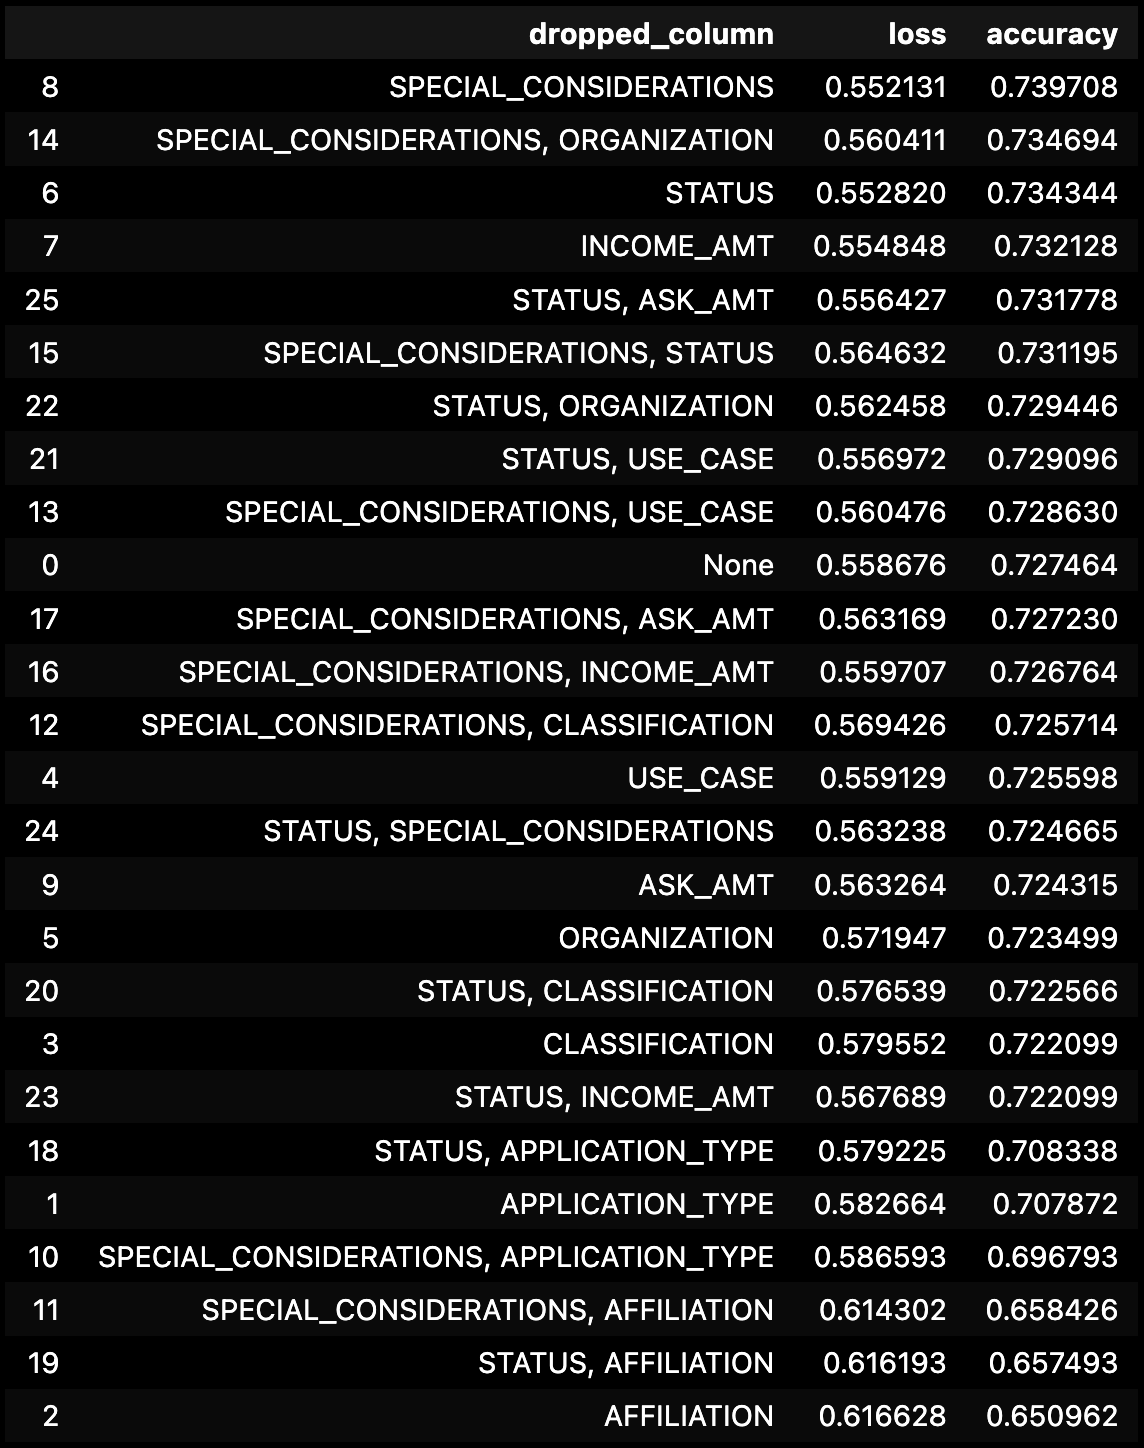 dropped_column loss accuracy
8 SPECIAL_CONSIDERATIONS 0.552131 0.739708
14 SPECIAL_CONSIDERATIONS, ORGANIZATION 0.560411 0.734694
6 STATUS 0.552820 0.734344
7 INCOME_AMT 0.554848 0.732128
25 STATUS, ASK_AMT 0.556427 0.731778
15 SPECIAL_CONSIDERATIONS, STATUS 0.564632 0.731195
22 STATUS, ORGANIZATION 0.562458 0.729446
21 STATUS, USE_CASE 0.556972 0.729096
13 SPECIAL_CONSIDERATIONS, USE_CASE 0.560476 0.728630
0 None 0.558676 0.727464
17 SPECIAL_CONSIDERATIONS, ASK_AMT 0.563169 0.727230
16 SPECIAL_CONSIDERATIONS, INCOME_AMT 0.559707 0.726764
12 SPECIAL_CONSIDERATIONS, CLASSIFICATION 0.569426 0.725714
4 USE_CASE 0.559129 0.725598
24 STATUS, SPECIAL_CONSIDERATIONS 0.563238 0.724665
9 ASK_AMT 0.563264 0.724315
5 ORGANIZATION 0.571947 0.723499
20 STATUS, CLASSIFICATION 0.576539 0.722566
3 CLASSIFICATION 0.579552 0.722099
23 STATUS, INCOME_AMT 0.567689 0.722099
18 STATUS, APPLICATION_TYPE 0.579225 0.708338
1 APPLICATION_TYPE 0.582664 0.707872
10 SPECIAL_CONSIDERATIONS, APPLICATION_TYPE 0.586593 0.696793
11 SPECIAL_CONSIDERATIONS, AFFILIATION 0.614302 0.658426
19 STATUS, AFFILIATION 0.616193 0.657493
2 AFFILIATION 0.616628 0.650962